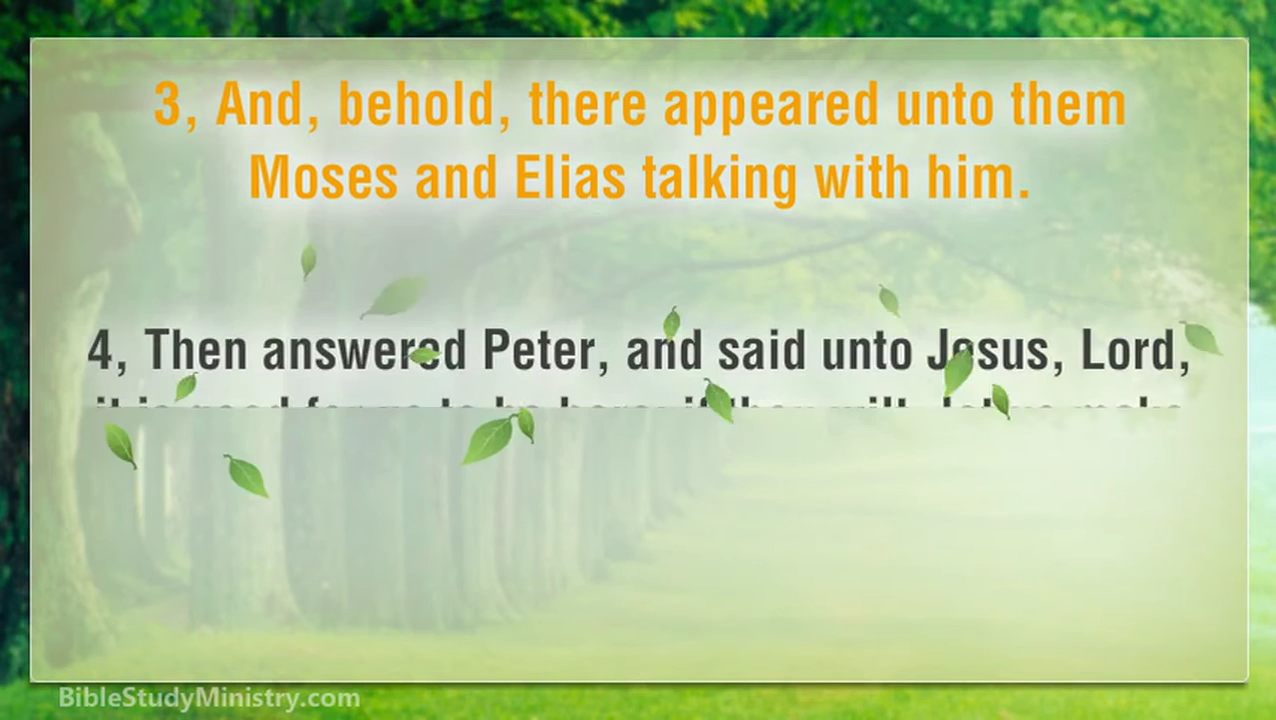 3, And, behold, there appeared unto them
Moses and Elias talking with him.
4, Then answered Peter, and said unto Jesus, Lord,
BibleStudyMinistry.com